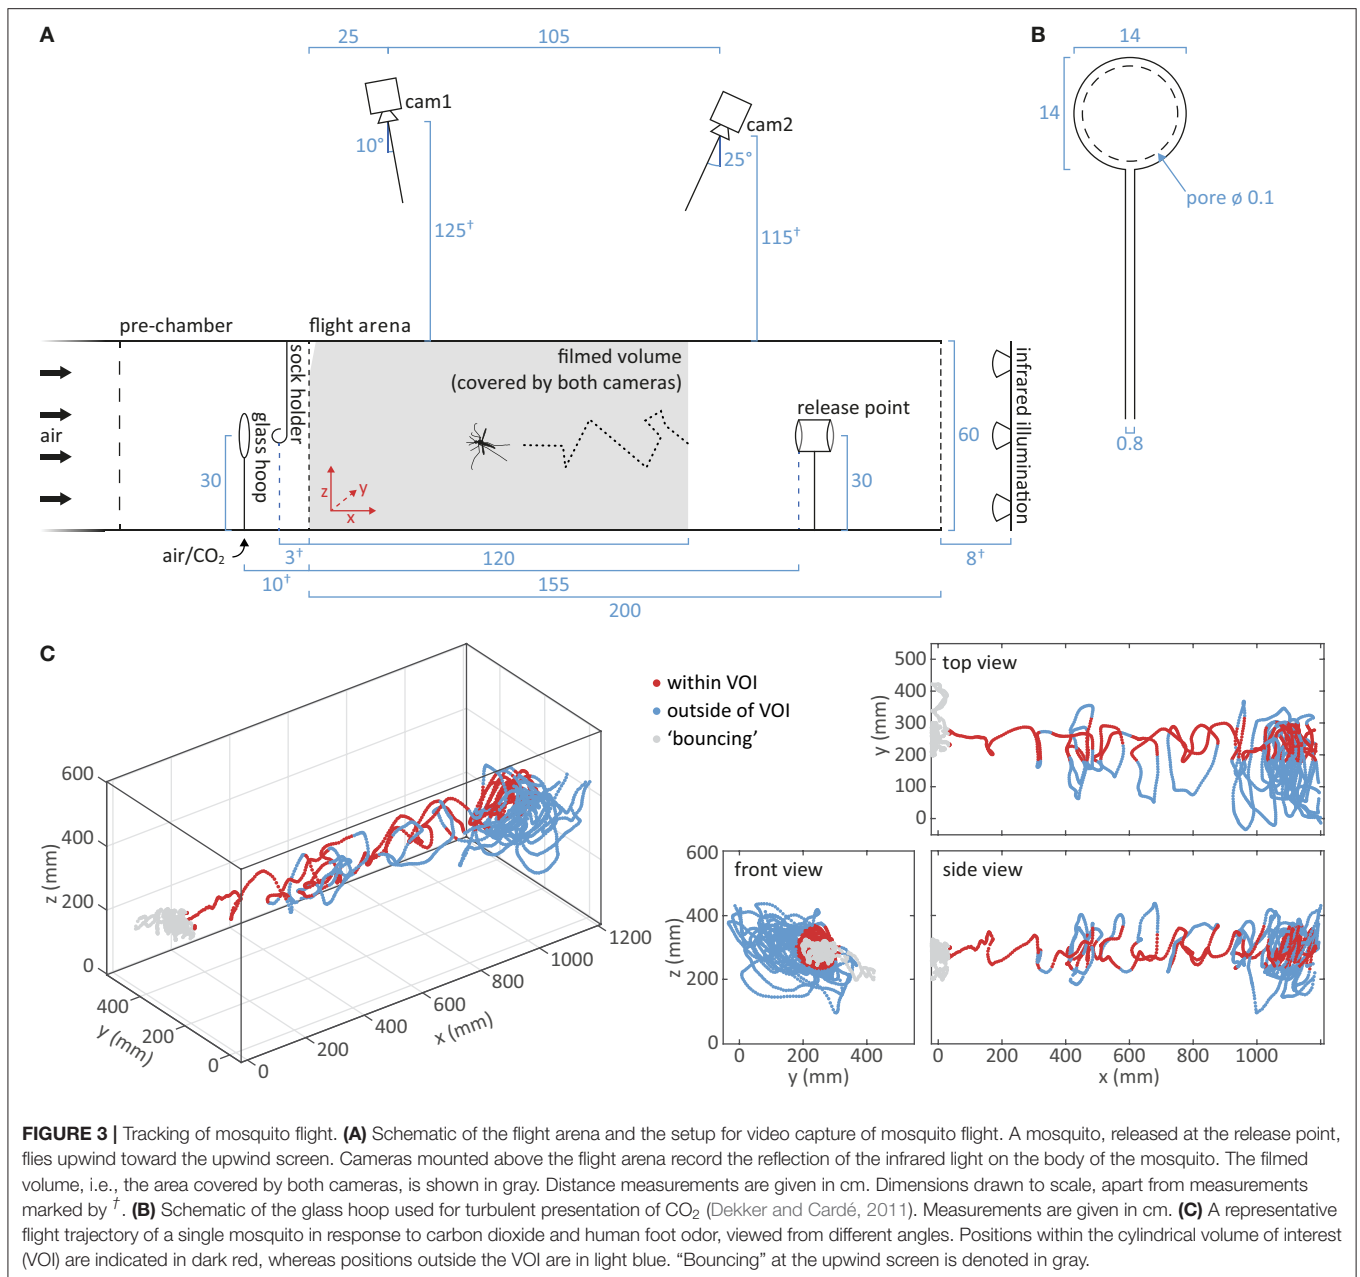 A
25
105
B
14
cam1
cam2
10°
25°
14
pore ø 0.1
125†
115†
0.8
pre-chamber
flight arena
filmed volume
(covered by both cameras)
sock holder
glass hoop
release point
infrared illumination
air
30
z
y
x
30
60
air/CO₂
3†
120
8†
10†
155
200
C
within VOI
outside of VOI
‘bouncing’
600
400
200
0
z (mm)
400
200
0
y (mm)
0
200
400
600
800
1000
1200
x (mm)
top view
500
400
300
200
100
0
y (mm)
front view
600
400
200
0
z (mm)
0
200
400
y (mm)
side view
0
200
400
600
800
1000
x (mm)
FIGURE 3 | Tracking of mosquito flight. (A) Schematic of the flight arena and the setup for video capture of mosquito flight. A mosquito, released at the release point,
flies upwind toward the upwind screen. Cameras mounted above the flight arena record the reflection of the infrared light on the body of the mosquito. The filmed
volume, i.e., the area covered by both cameras, is shown in gray. Distance measurements are given in cm. Dimensions drawn to scale, apart from measurements
marked by †. (B) Schematic of the glass hoop used for turbulent presentation of CO₂ (Dekker and Cardé, 2011). Measurements are given in cm. (C) A representative
flight trajectory of a single mosquito in response to carbon dioxide and human foot odor, viewed from different angles. Positions within the cylindrical volume of interest
(VOI) are indicated in dark red, whereas positions outside the VOI are in light blue. “Bouncing” at the upwind screen is denoted in gray.